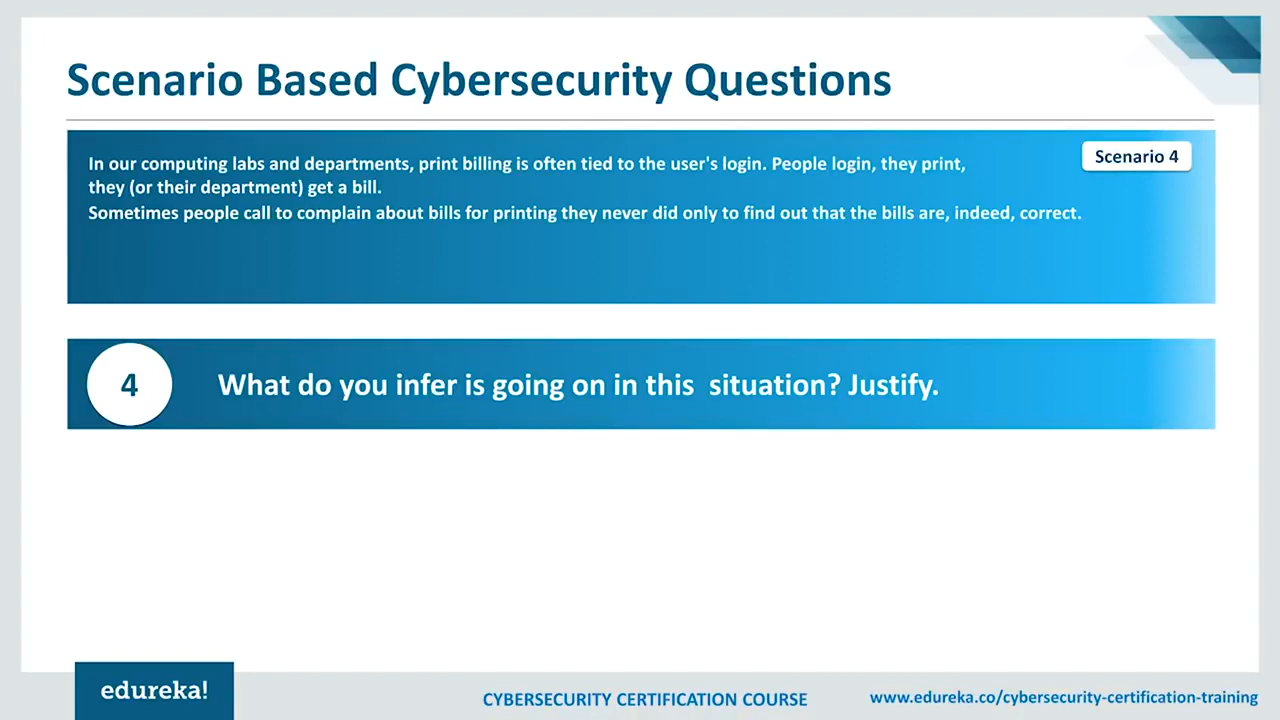 Scenario Based Cybersecurity Questions
In our computing labs and departments, print billing is often tied to the user's login. People login, they print,
they (or their department) get a bill.
Sometimes people call to complain about bills for printing they never did only to find out that the bills are, indeed, correct.
Scenario 4
4
What do you infer is going on in this situation? Justify.
edureka!
CYBERSECURITY CERTIFICATION COURSE
www.edureka.co/cybersecurity-certification-training